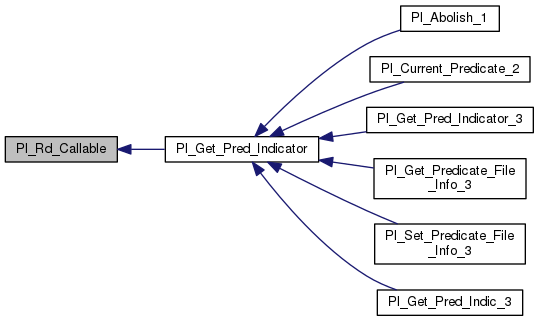 Pl_Abolish_1
Pl_Current_Predicate_2
Pl_Get_Pred_Indicator_3
Pl_Rd_Callable
Pl_Get_Pred_Indicator
Pl_Get_Predicate_File
_Info_3
Pl_Set_Predicate_File
_Info_3
Pl_Get_Pred_Indic_3